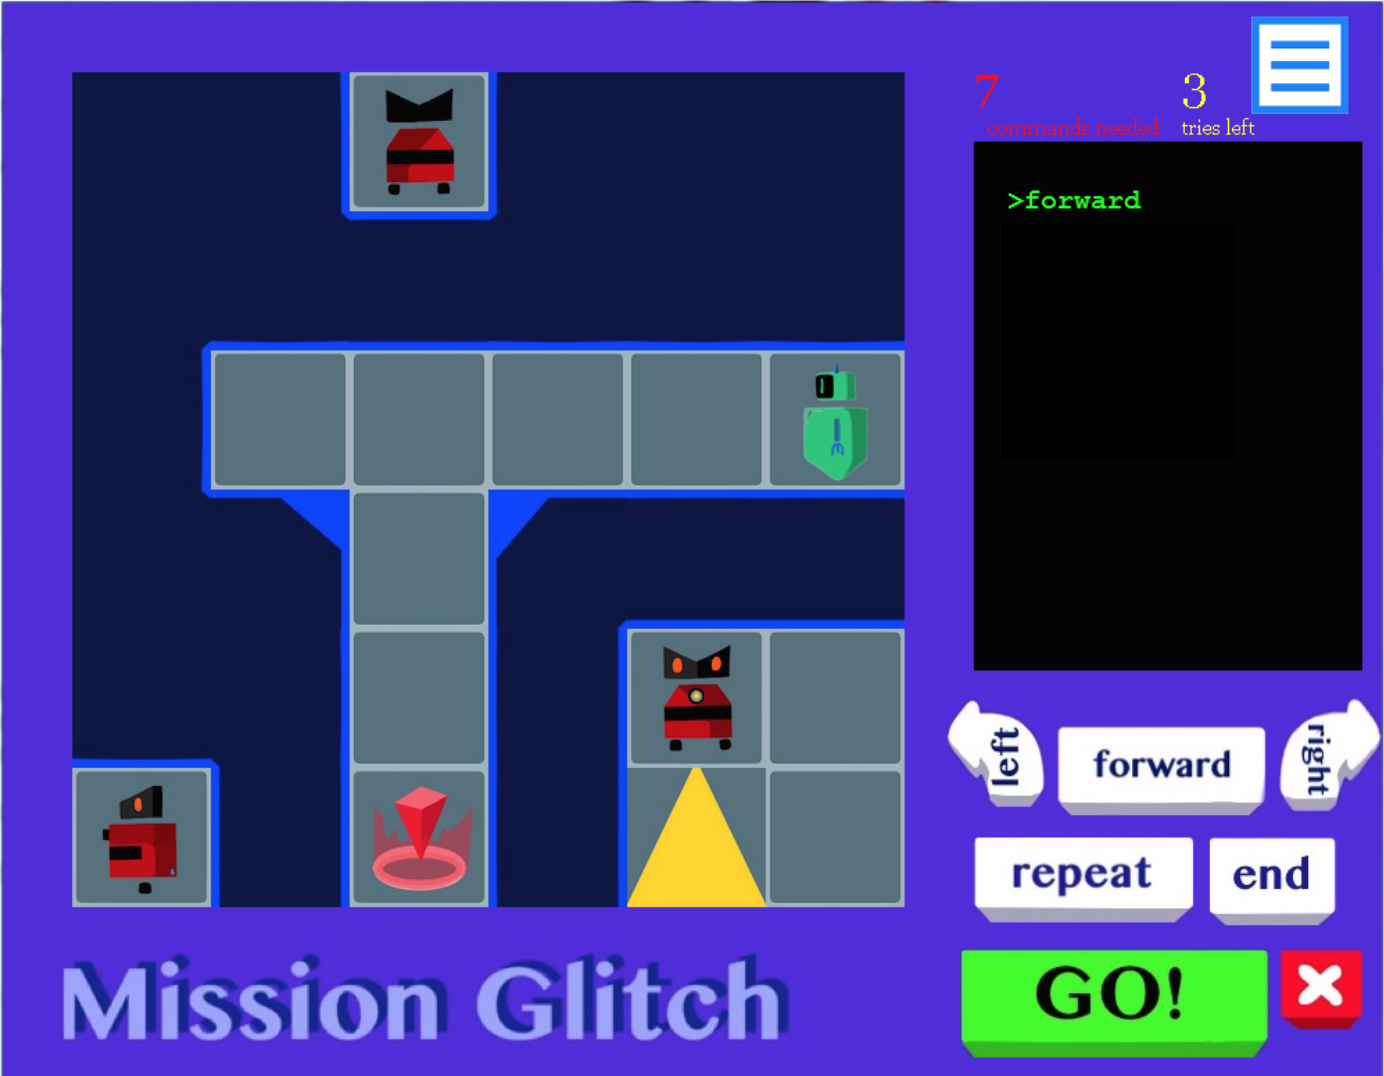 7
commands needed
3
tries left
>forward
left
forward
right
repeat
end
GO!
Mission Glitch